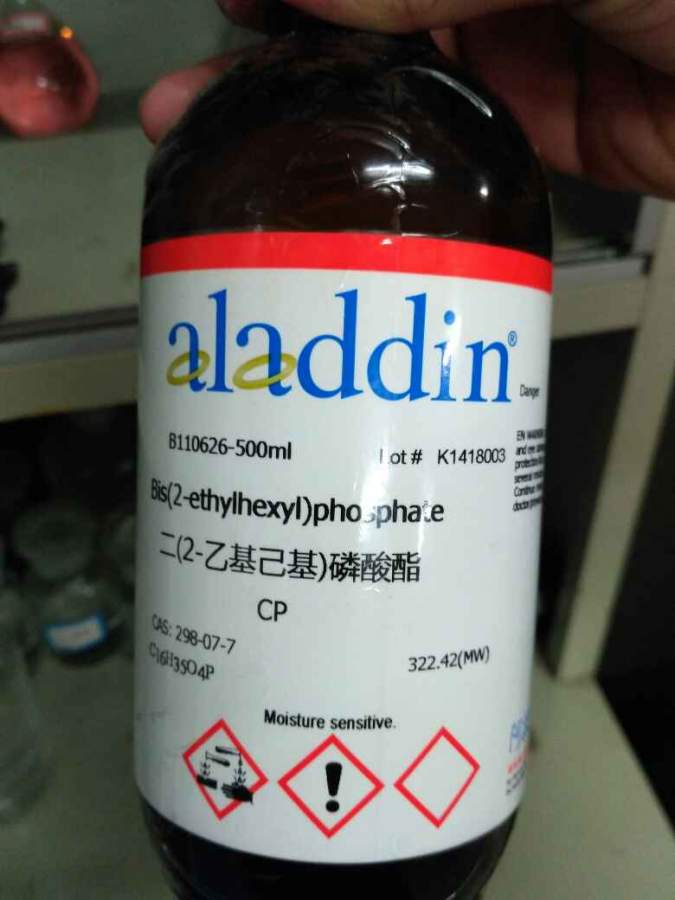 aladdin®
Danger
B110626-500ml
Lot # K1418003
Bis(2-ethylhexyl)phosphate
二(2-乙基己基)磷酸酯
CP
CAS: 298-07-7
C16H35O4P
322.42(MW)
Moisture sensitive.